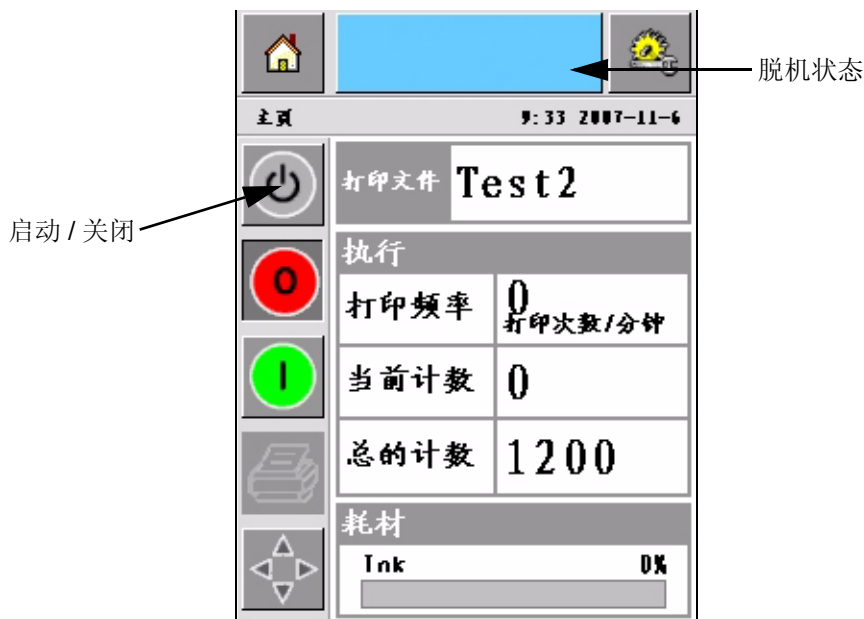 脱机状态
主页 9:33 2007-11-6
启动 / 关闭
打印文件 Test2
执行
打印频率 0
打印次数/分钟
当前计数 0
总的计数 1200
耗材
Ink 0%